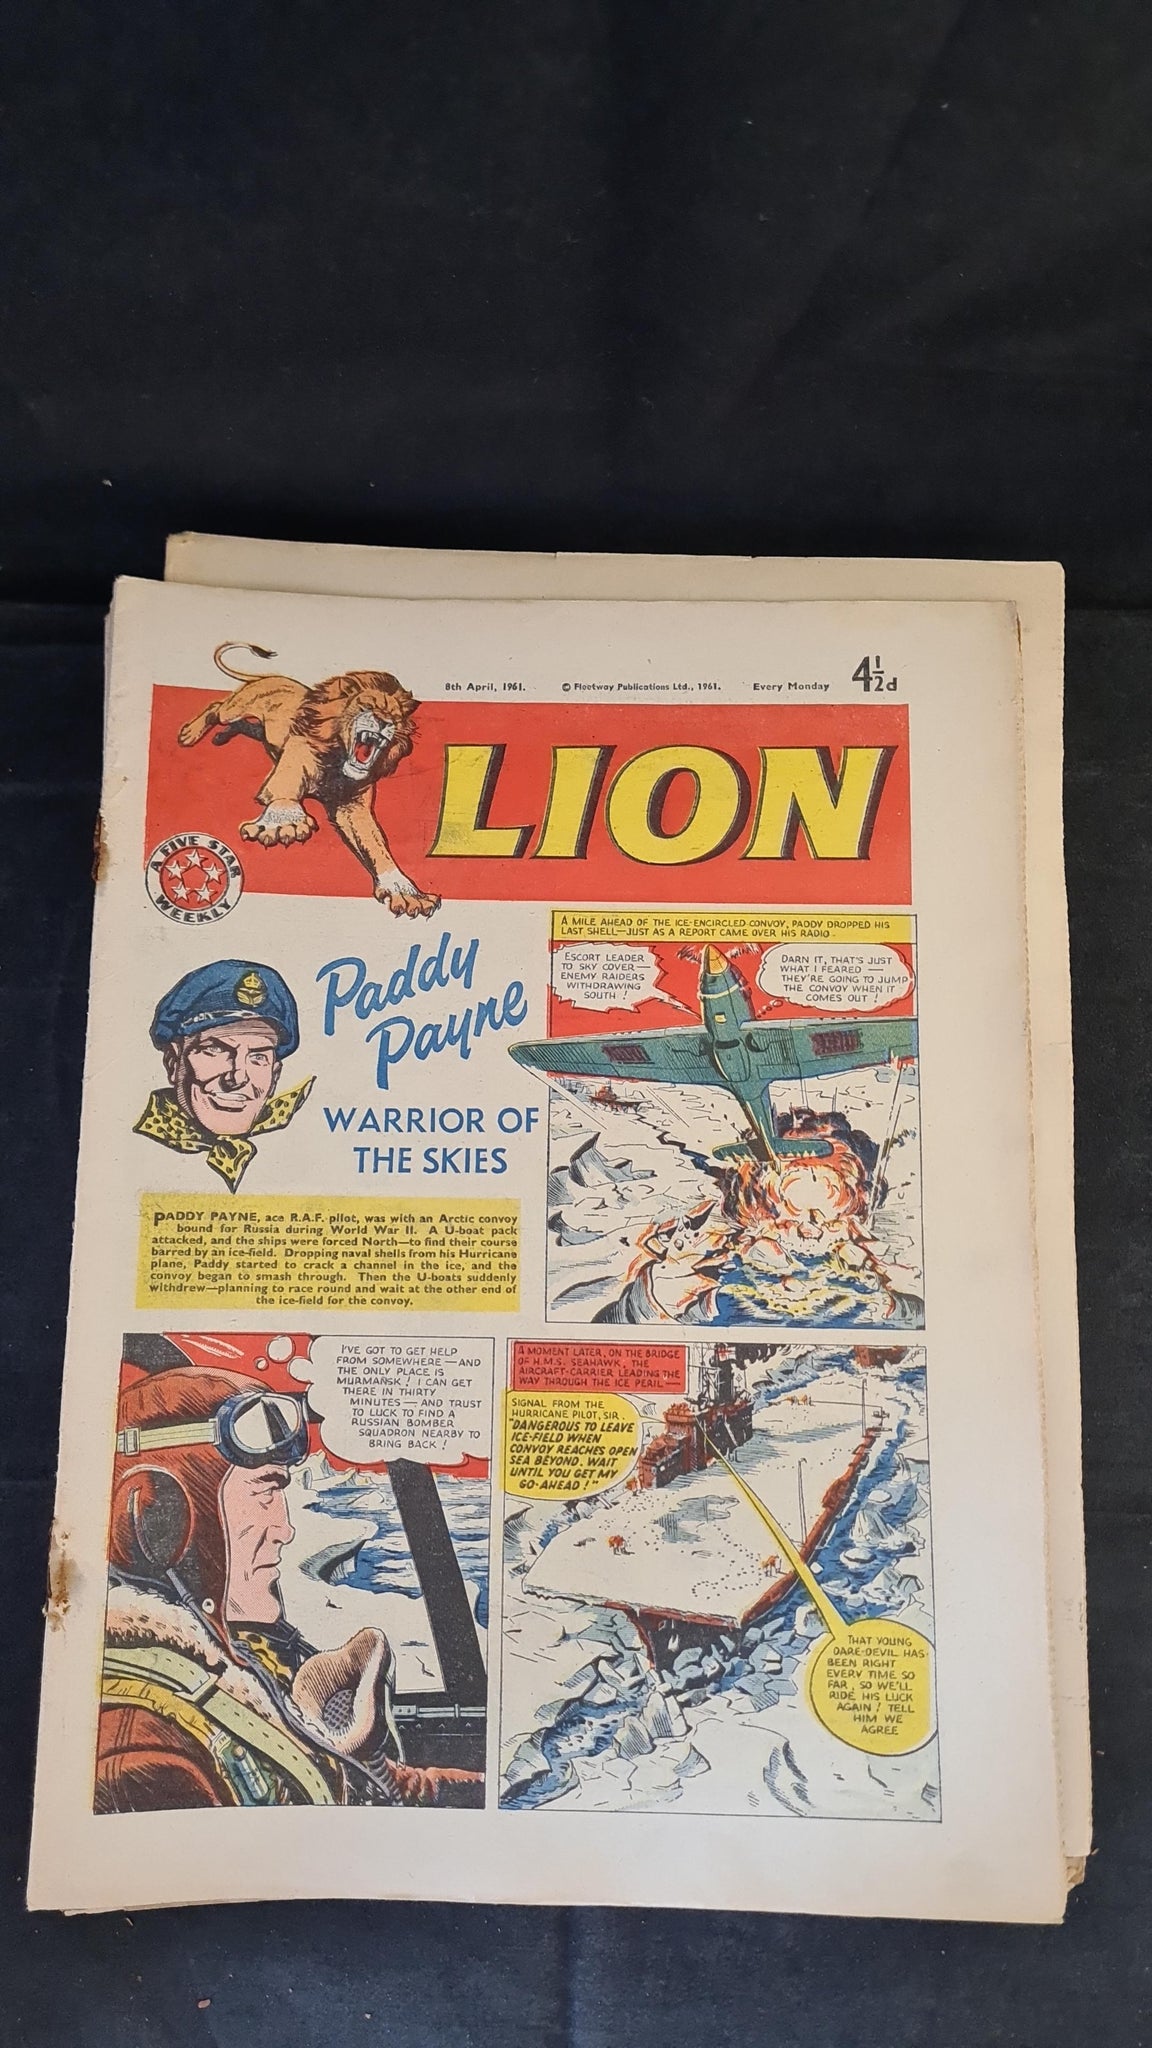 8th April, 1961. © Fleetway Publications Ltd., 1961. Every Monday 4½d
LION
A FIVE STAR
WEEKLY
Paddy
Payne
WARRIOR OF
THE SKIES
PADDY PAYNE, ace R.A.F. pilot, was with an Arctic convoy
bound for Russia during World War II. A U-boat pack
attacked, and the ships were forced North—to find their course
barred by an ice-field. Dropping naval shells from his Hurricane
plane, Paddy started to crack a channel in the ice, and the
convoy began to smash through. Then the U-boats suddenly
withdrew—planning to race round and wait at the other end of
the ice-field for the convoy.
A MILE AHEAD OF THE ICE-ENCIRCLED CONVOY, PADDY DROPPED HIS
LAST SHELL—JUST AS A REPORT CAME OVER HIS RADIO.
ESCORT LEADER
TO SKY COVER—
ENEMY RAIDERS
WITHDRAWING
SOUTH!
DARN IT, THAT'S JUST
WHAT I FEARED —
THEY'RE GOING TO JUMP
THE CONVOY WHEN IT
COMES OUT!
I'VE GOT TO GET HELP
FROM SOMEWHERE—AND
THE ONLY PLACE IS
MURMANSK! I CAN GET
THERE IN THIRTY
MINUTES—AND TRUST
TO LUCK TO FIND A
RUSSIAN BOMBER
SQUADRON NEARBY TO
BRING BACK!
A MOMENT LATER, ON THE BRIDGE
OF H.M.S. SEAHAWK, THE
AIRCRAFT-CARRIER LEADING THE
WAY THROUGH THE ICE PERIL—
SIGNAL FROM THE
HURRICANE PILOT, SIR.
"DANGEROUS TO LEAVE
ICE-FIELD WHEN
CONVOY REACHES OPEN
SEA BEYOND. WAIT
UNTIL YOU GET MY
GO-AHEAD!"
THAT YOUNG
DARE-DEVIL HAS
BEEN RIGHT
EVERY TIME SO
FAR, SO WE'LL
RIDE HIS LUCK
AGAIN! TELL
HIM WE
AGREE